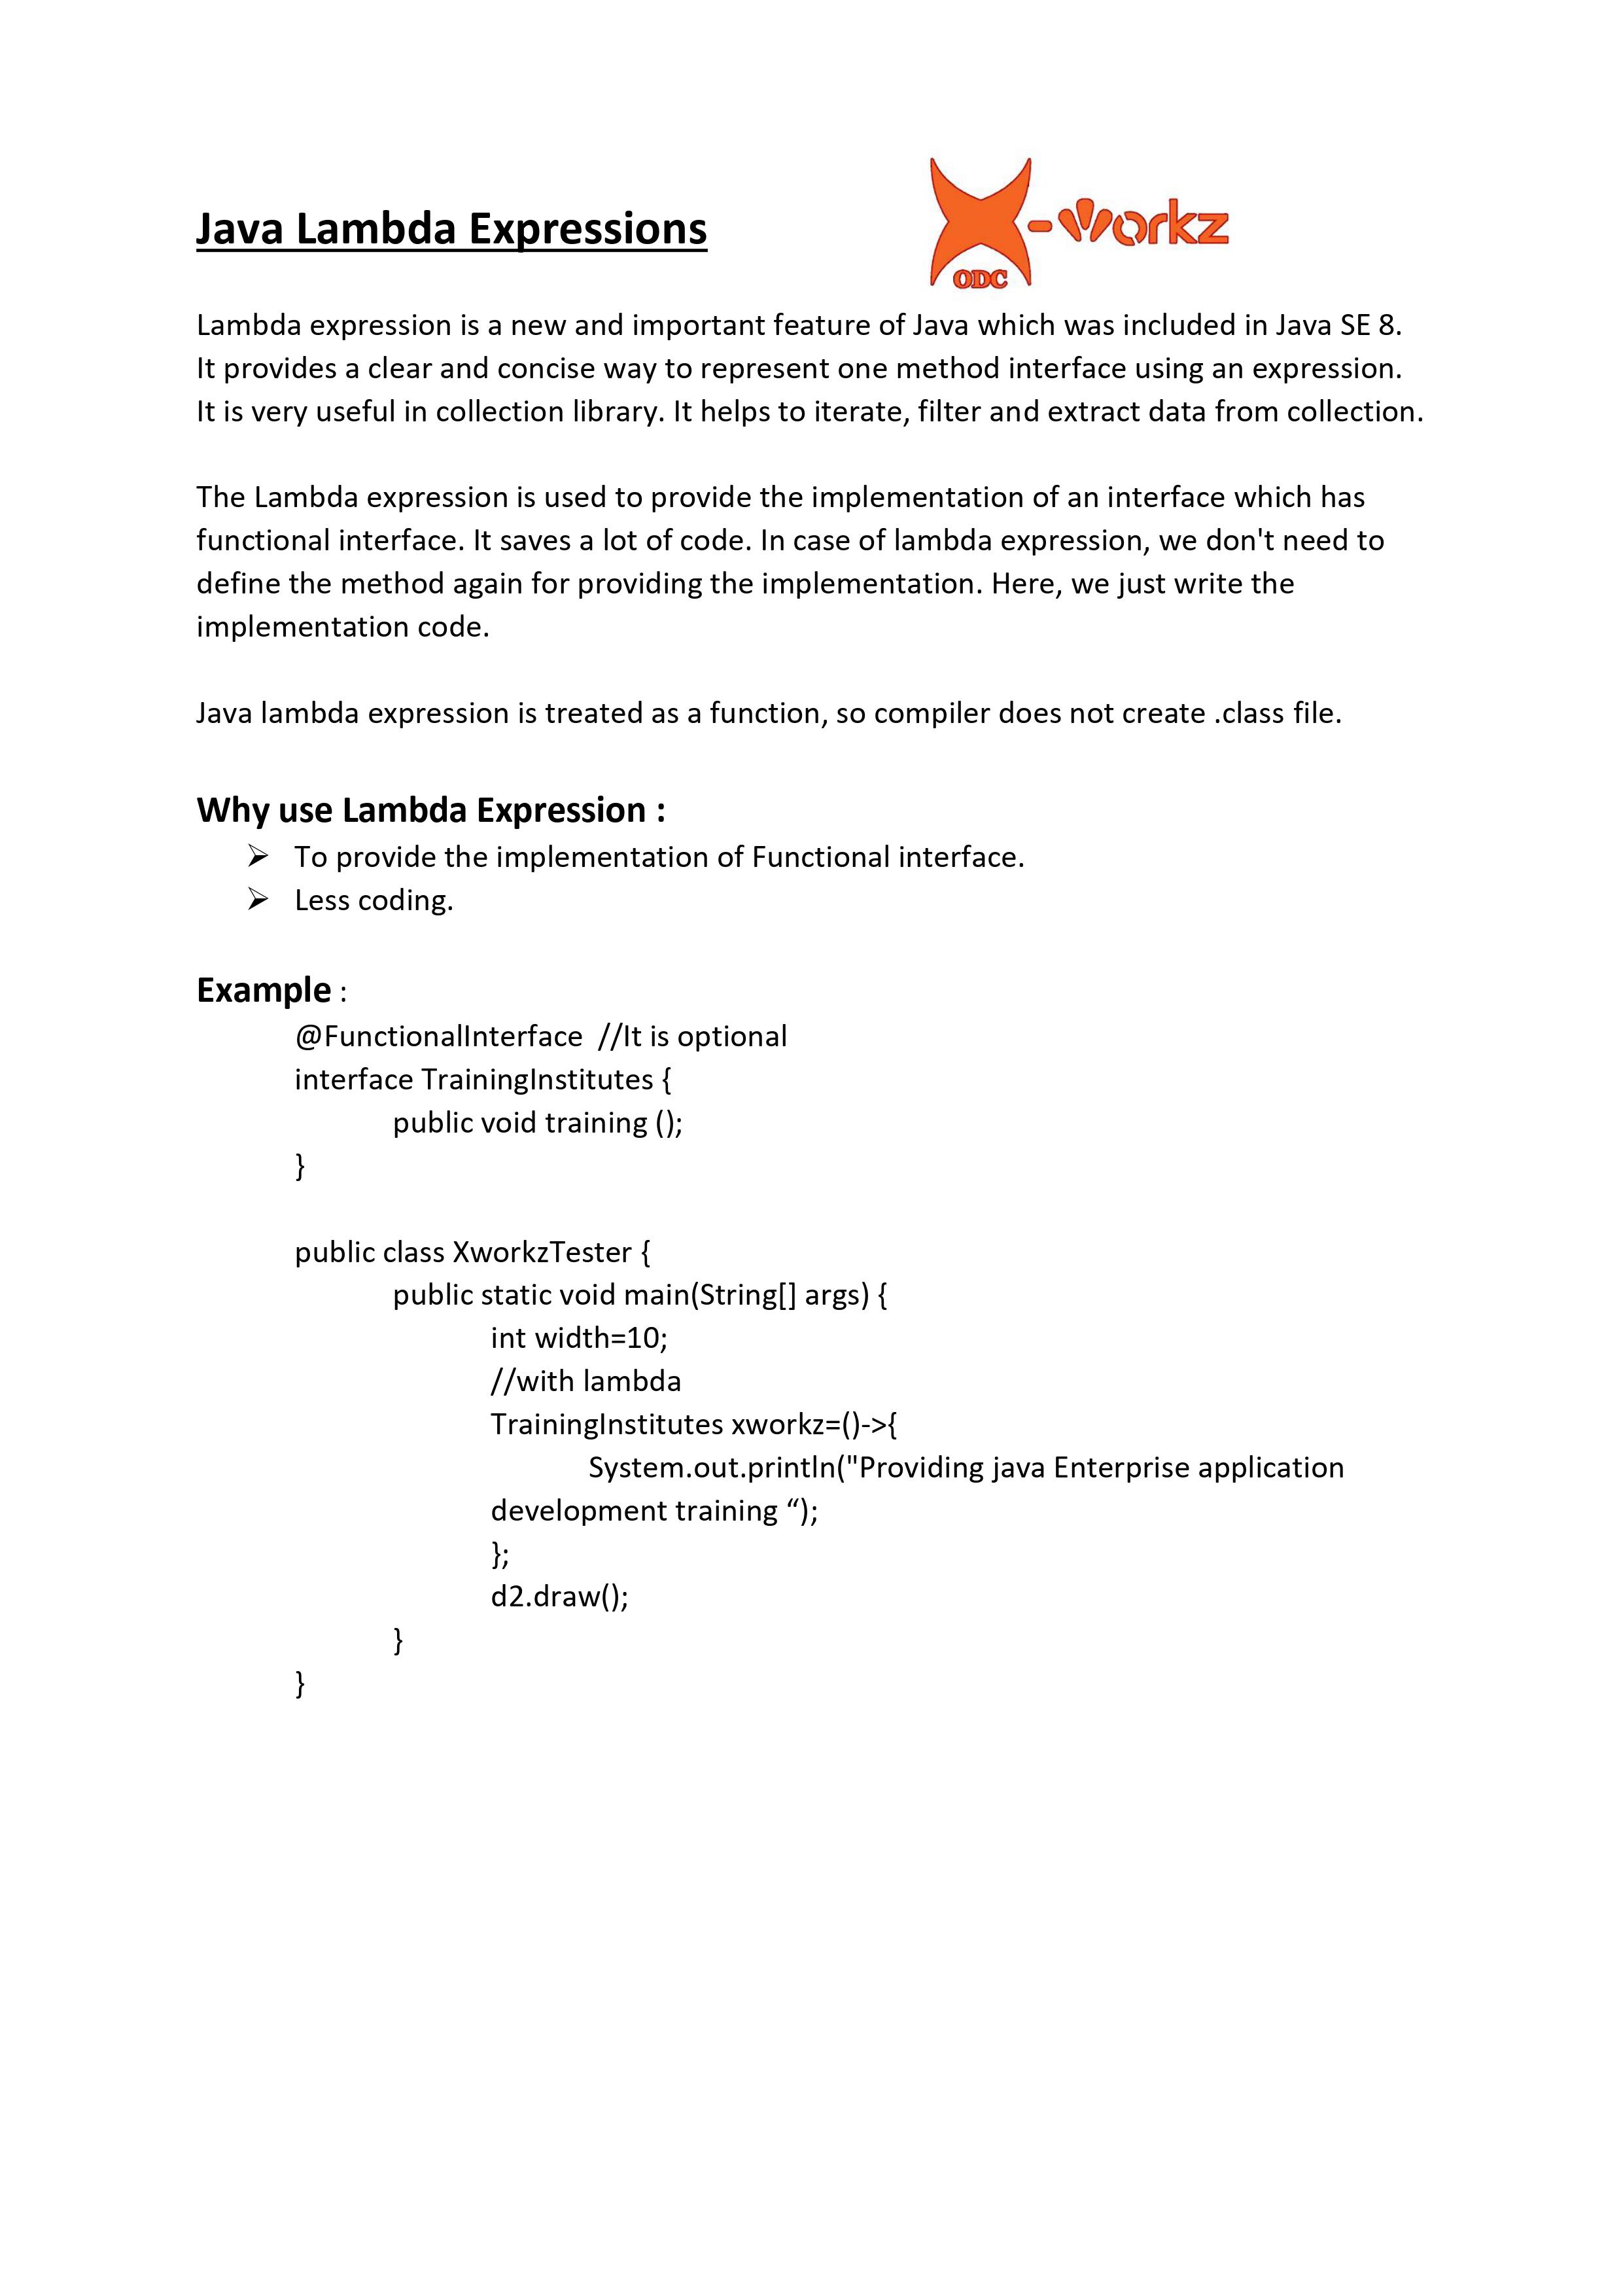 Java Lambda Expressions
X-workz
ODC
Lambda expression is a new and important feature of Java which was included in Java SE 8.
It provides a clear and concise way to represent one method interface using an expression.
It is very useful in collection library. It helps to iterate, filter and extract data from collection.
The Lambda expression is used to provide the implementation of an interface which has
functional interface. It saves a lot of code. In case of lambda expression, we don't need to
define the method again for providing the implementation. Here, we just write the
implementation code.
Java lambda expression is treated as a function, so compiler does not create .class file.
Why use Lambda Expression :
➢ To provide the implementation of Functional interface.
➢ Less coding.
Example :
@FunctionalInterface  //It is optional
interface TrainingInstitutes {
public void training ();
}
public class XworkzTester {
public static void main(String[] args) {
int width=10;
//with lambda
TrainingInstitutes xworkz=()->{
System.out.println("Providing java Enterprise application
development training “);
};
d2.draw();
}
}